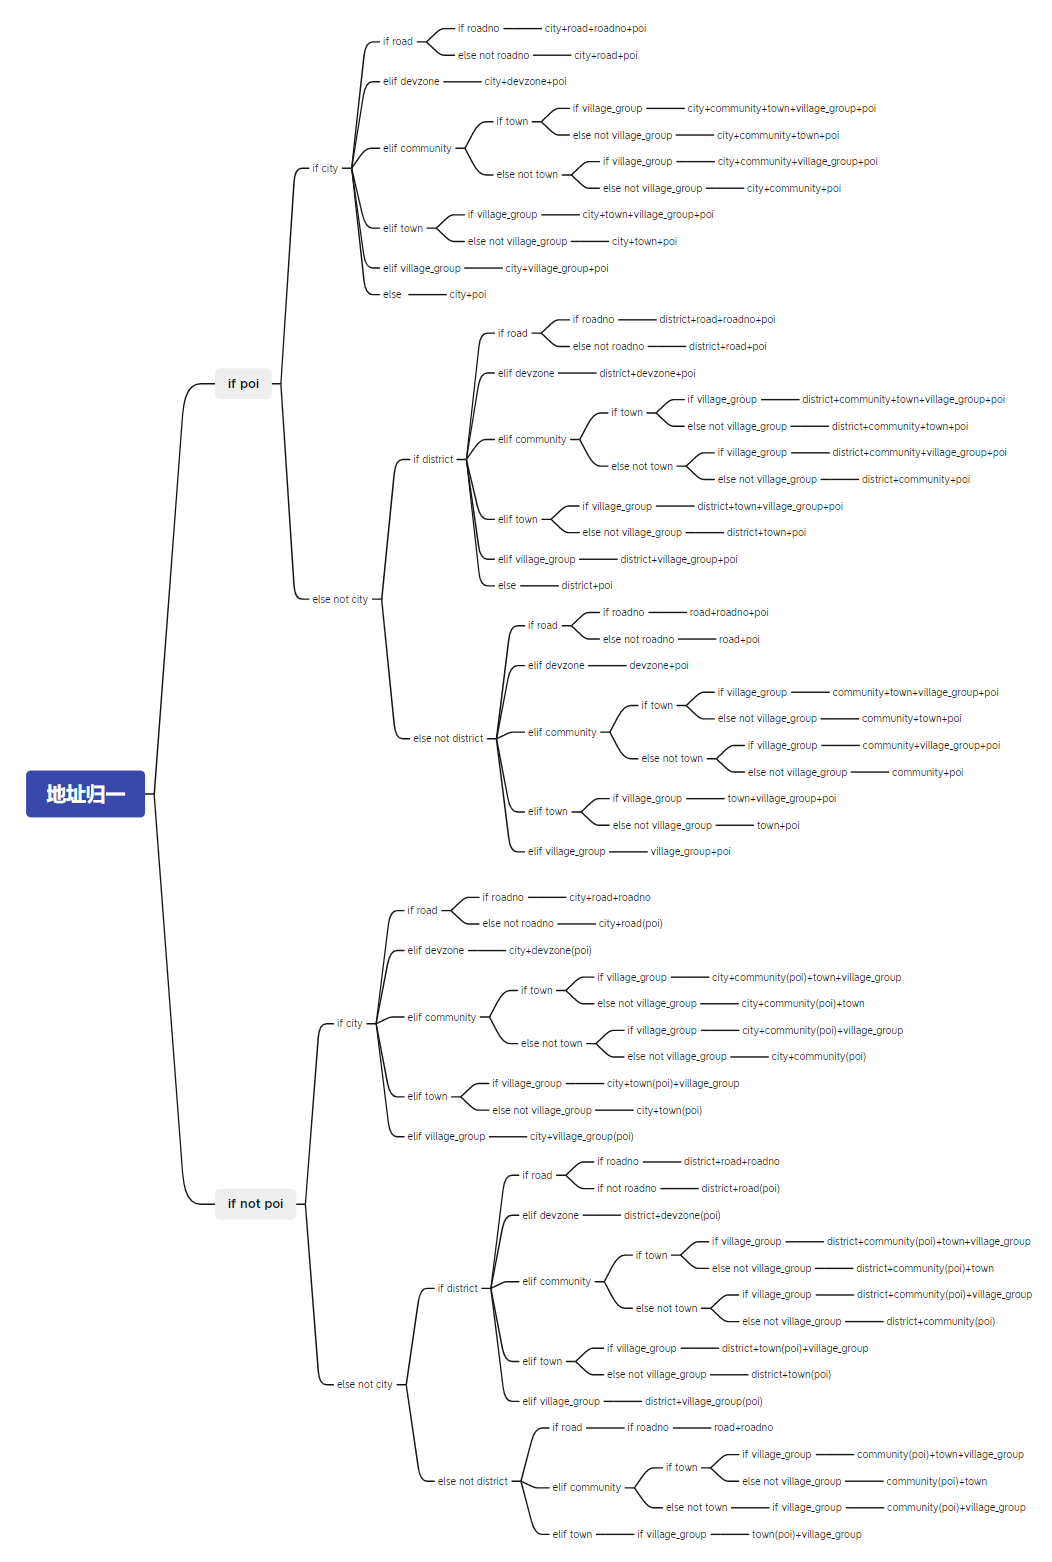 地址归一
if poi
if city
if road
if roadno
city+road+roadno+poi
else not roadno
city+road+poi
elif devzone
city+devzone+poi
elif community
if town
if village_group
city+community+town+village_group+poi
else not village_group
city+community+town+poi
else not town
if village_group
city+community+village_group+poi
else not village_group
city+community+poi
elif town
if village_group
city+town+village_group+poi
else not village_group
city+town+poi
elif village_group
city+village_group+poi
else
city+poi
else not city
if district
if road
if roadno
district+road+roadno+poi
else not roadno
district+road+poi
elif devzone
district+devzone+poi
elif community
if town
if village_group
district+community+town+village_group+poi
else not village_group
district+community+town+poi
else not town
if village_group
district+community+village_group+poi
else not village_group
district+community+poi
elif town
if village_group
district+town+village_group+poi
else not village_group
district+town+poi
elif village_group
district+village_group+poi
else
district+poi
else not district
if road
if roadno
road+roadno+poi
else not roadno
road+poi
elif devzone
devzone+poi
elif community
if town
if village_group
community+town+village_group+poi
else not village_group
community+town+poi
else not town
if village_group
community+village_group+poi
else not village_group
community+poi
elif town
if village_group
town+village_group+poi
else not village_group
town+poi
elif village_group
village_group+poi
if not poi
if city
if road
if roadno
city+road+roadno
else not roadno
city+road(poi)
elif devzone
city+devzone(poi)
elif community
if town
if village_group
city+community(poi)+town+village_group
else not village_group
city+community(poi)+town
else not town
if village_group
city+community(poi)+village_group
else not village_group
city+community(poi)
elif town
if village_group
city+town(poi)+village_group
else not village_group
city+town(poi)
elif village_group
city+village_group(poi)
else not city
if district
if road
if roadno
district+road+roadno
if not roadno
district+road(poi)
elif devzone
district+devzone(poi)
elif community
if town
if village_group
district+community(poi)+town+village_group
else not village_group
district+community(poi)+town
else not town
if village_group
district+community(poi)+village_group
else not village_group
district+community(poi)
elif town
if village_group
district+town(poi)+village_group
else not village_group
district+town(poi)
elif village_group
district+village_group(poi)
else not district
if road
if roadno
road+roadno
elif community
if town
if village_group
community(poi)+town+village_group
else not village_group
community(poi)+town
else not town
if village_group
community(poi)+village_group
elif town
if village_group
town(poi)+village_group